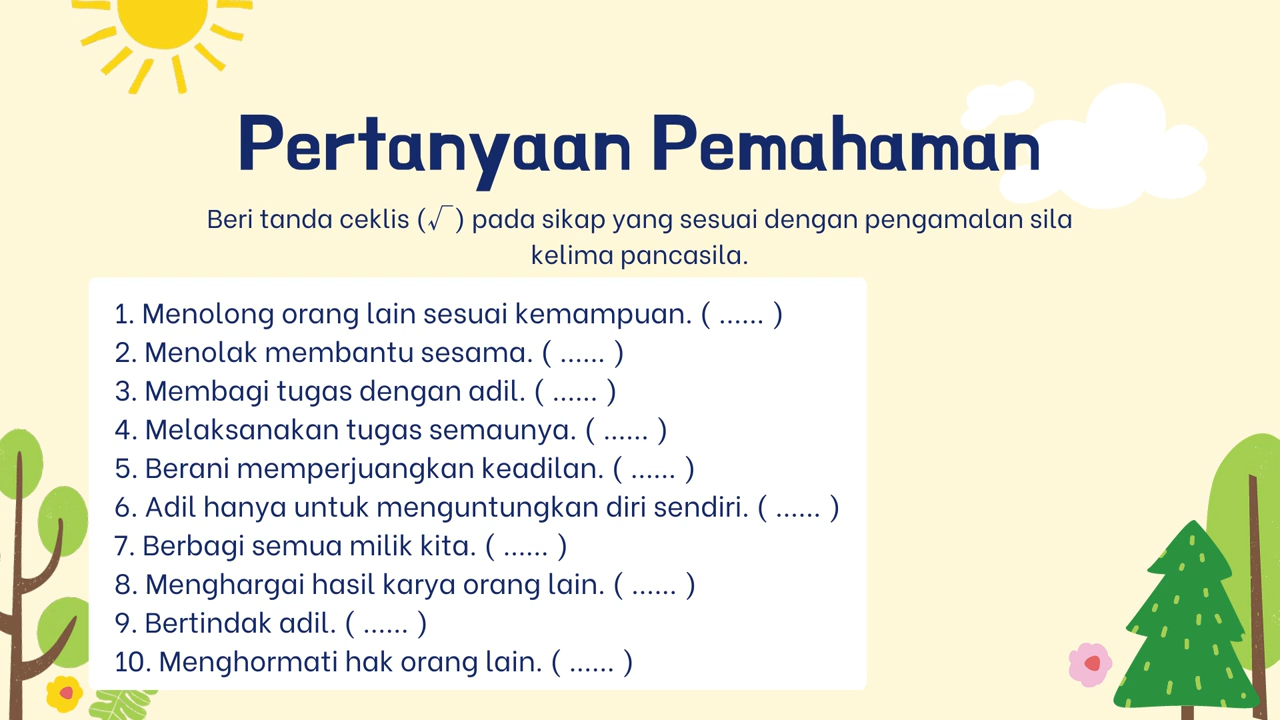 Pertanyaan Pemahaman
Beri tanda ceklis (√) pada sikap yang sesuai dengan pengamalan sila
kelima pancasila.
1. Menolong orang lain sesuai kemampuan. ( ...... )
2. Menolak membantu sesama. ( ...... )
3. Membagi tugas dengan adil. ( ...... )
4. Melaksanakan tugas semaunya. ( ...... )
5. Berani memperjuangkan keadilan. ( ...... )
6. Adil hanya untuk menguntungkan diri sendiri. ( ...... )
7. Berbagi semua milik kita. ( ...... )
8. Menghargai hasil karya orang lain. ( ...... )
9. Bertindak adil. ( ...... )
10. Menghormati hak orang lain. ( ...... )